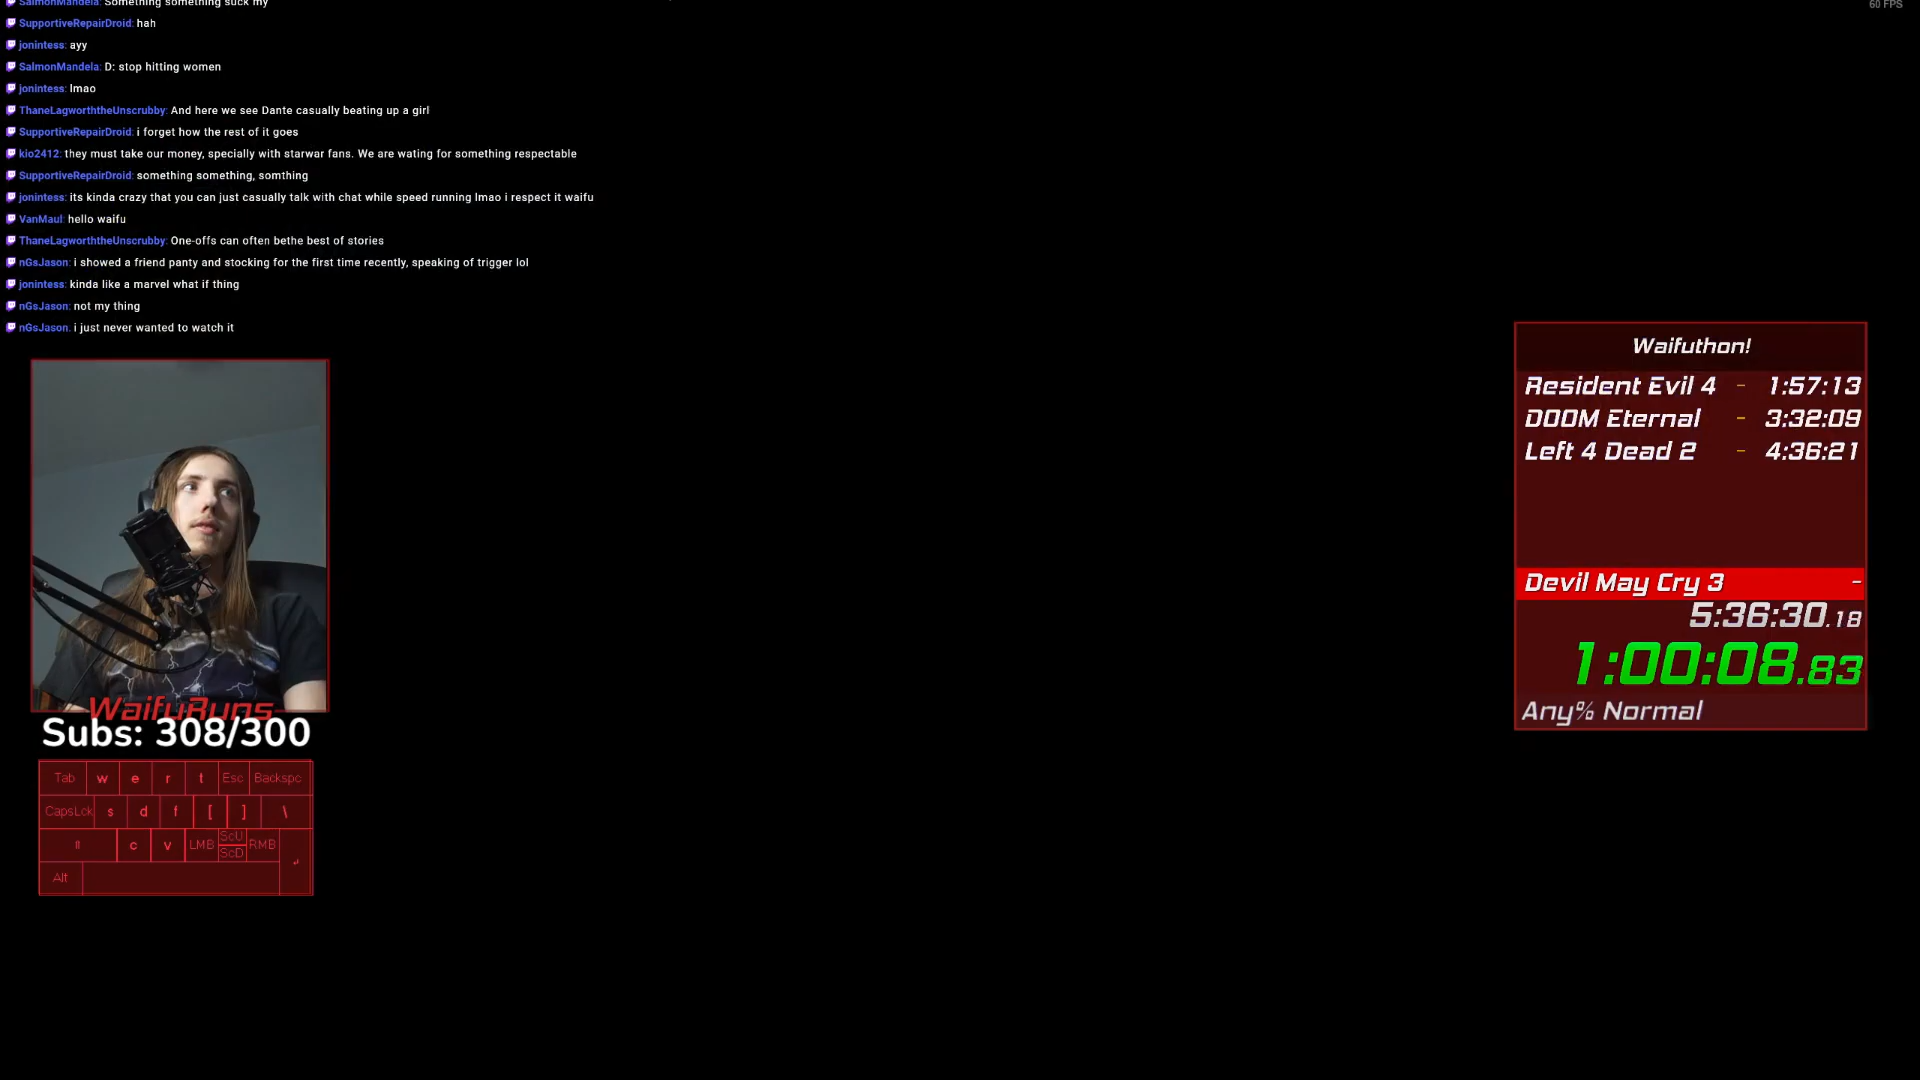 SalmonMandela: Something something suck my
60 FPS
SupportiveRepairDroid: hah
jonintess: ayy
SalmonMandela: D: stop hitting women
jonintess: lmao
ThaneLagworththeUnscrubby: And here we see Dante casually beating up a girl
SupportiveRepairDroid: i forget how the rest of it goes
kio2412: they must take our money, specially with starwar fans. We are wating for something respectable
SupportiveRepairDroid: something something, somthing
jonintess: its kinda crazy that you can just casually talk with chat while speed running lmao i respect it waifu
VanMaul: hello waifu
ThaneLagworththeUnscrubby: One-offs can often bethe best of stories
nGsJason: i showed a friend panty and stocking for the first time recently, speaking of trigger lol
jonintess: kinda like a marvel what if thing
nGsJason: not my thing
nGsJason: i just never wanted to watch it
Waifuthon!
Resident Evil 4 - 1:57:13
DOOM Eternal - 3:32:09
Left 4 Dead 2 - 4:36:21
Devil May Cry 3 -
5:36:30.18
1:00:08.83
Any% Normal
WaifuRuns
Subs: 308/300
Tab w e r t Esc Backspc
CapsLck s d f [ ] \
⇑ c v LMB ScU ScD RMB ↵
Alt